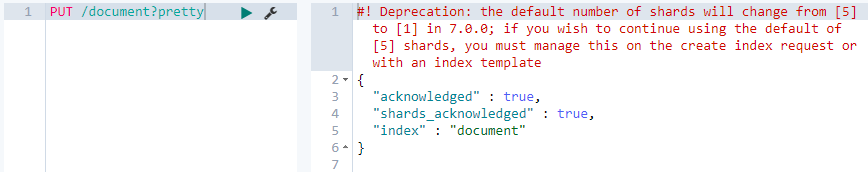 1 PUT /document?pretty
1 #! Deprecation: the default number of shards will change from [5]
to [1] in 7.0.0; if you wish to continue using the default of
[5] shards, you must manage this on the create index request or
with an index template
2 {
3 "acknowledged" : true,
4 "shards_acknowledged" : true,
5 "index" : "document"
6 }
7